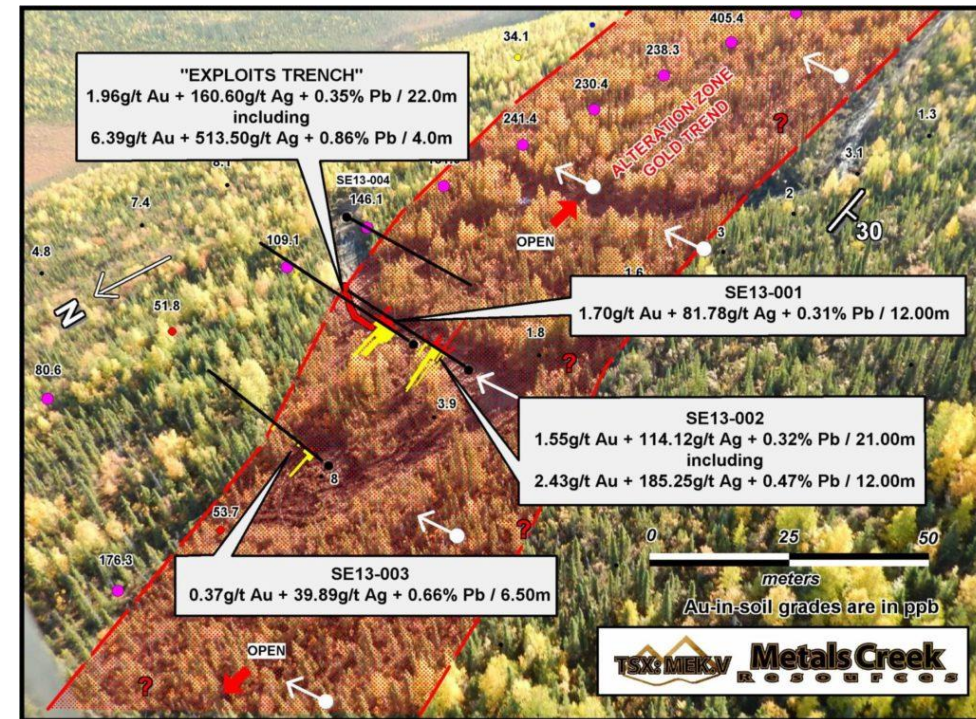 405.4
34.1
238.3
"EXPLOITS TRENCH"
1.96g/t Au + 160.60g/t Ag + 0.35% Pb / 22.0m
including
6.39g/t Au + 513.50g/t Ag + 0.86% Pb / 4.0m
230.4
241.4
ALTERATION ZONE
GOLD TREND
?
1.3
3.1
8.1
SE13-004
146.1
7.4
2
30
109.1
OPEN
3
4.8
N
51.8
1.6
SE13-001
1.70g/t Au + 81.78g/t Ag + 0.31% Pb / 12.00m
1.8
?
80.6
3.9
SE13-002
1.55g/t Au + 114.12g/t Ag + 0.32% Pb / 21.00m
including
2.43g/t Au + 185.25g/t Ag + 0.47% Pb / 12.00m
8
53.7
?
176.3
SE13-003
0.37g/t Au + 39.89g/t Ag + 0.66% Pb / 6.50m
0 25 50
meters
Au-in-soil grades are in ppb
OPEN
?
TSX: MEK.V
Metals Creek
Resources